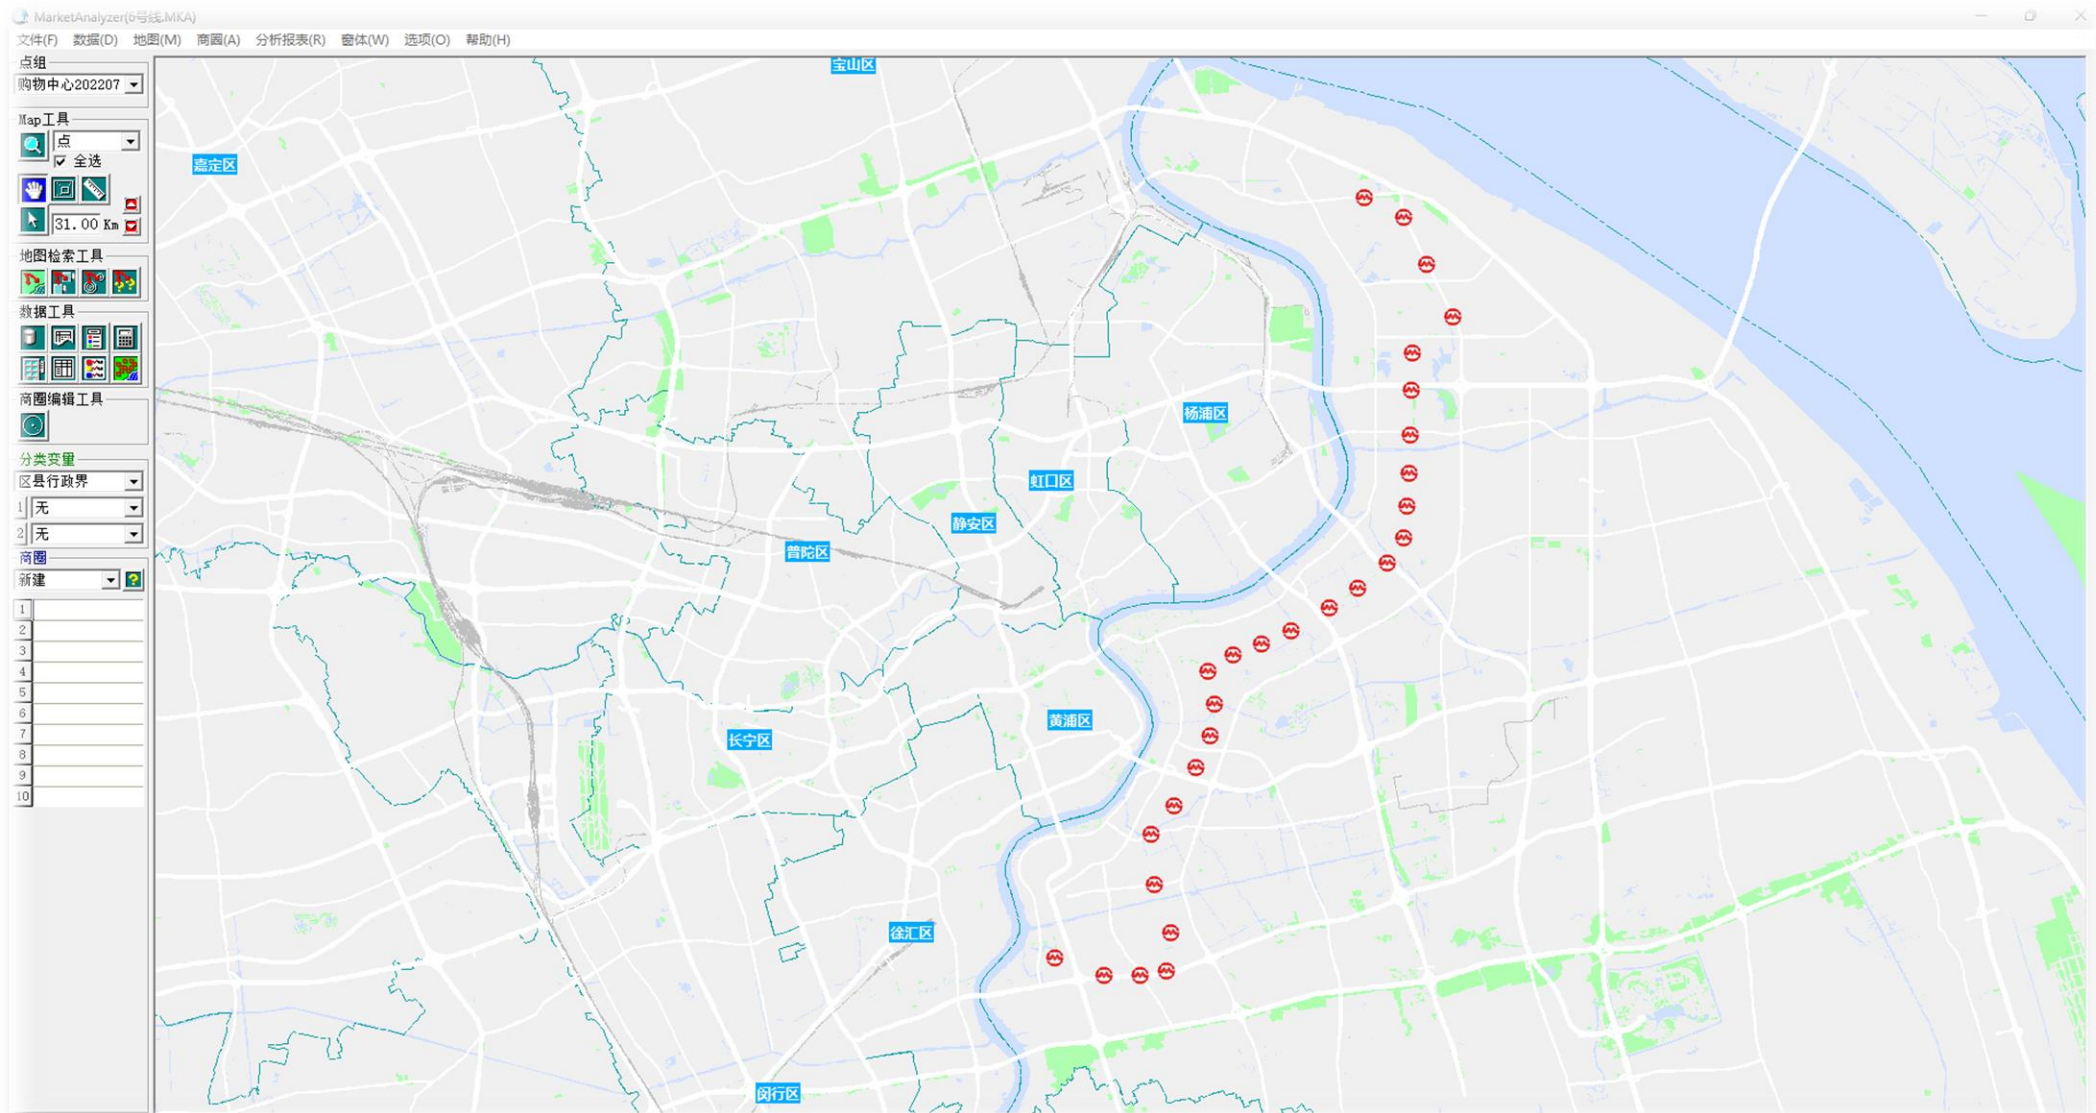 MarketAnalyzer(6号线.MKA)
文件(F) 数据(D) 地图(M) 商圈(A) 分析报表(R) 窗体(W) 选项(O) 帮助(H)
点组
购物中心202207
Map工具
点
全选
31.00 Km
地图检索工具
数据工具
商圈编辑工具
分类变量
区县行政界
1 无
2 无
商圈
新建
1
2
3
4
5
6
7
8
9
10
宝山区
嘉定区
杨浦区
虹口区
静安区
普陀区
黄浦区
长宁区
徐汇区
闵行区